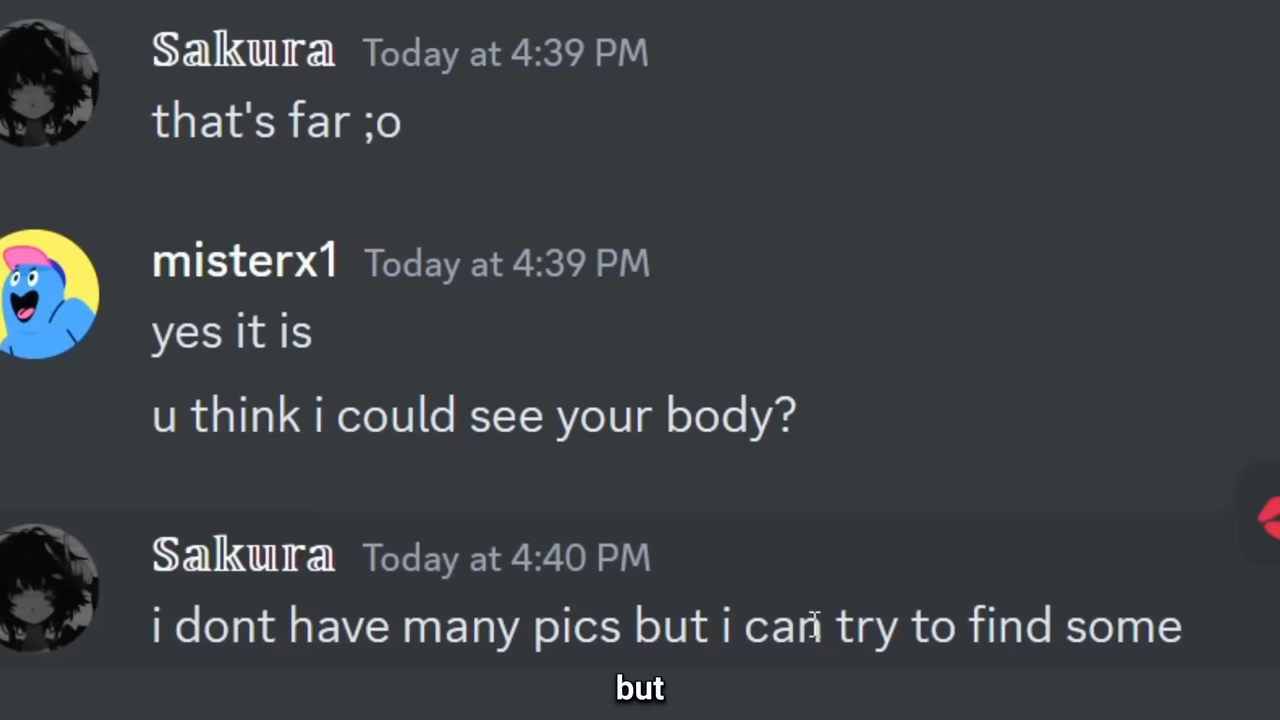 𝕊akura Today at 4:39 PM
that's far ;o
misterx1 Today at 4:39 PM
yes it is
u think i could see your body?
𝕊akura Today at 4:40 PM
i dont have many pics but i can try to find some
but